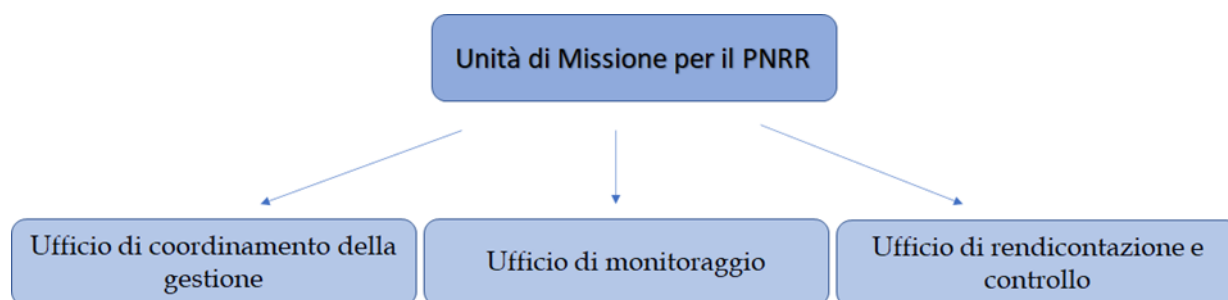 Unità di Missione per il PNRR
Ufficio di coordinamento della
gestione
Ufficio di monitoraggio
Ufficio di rendicontazione e
controllo